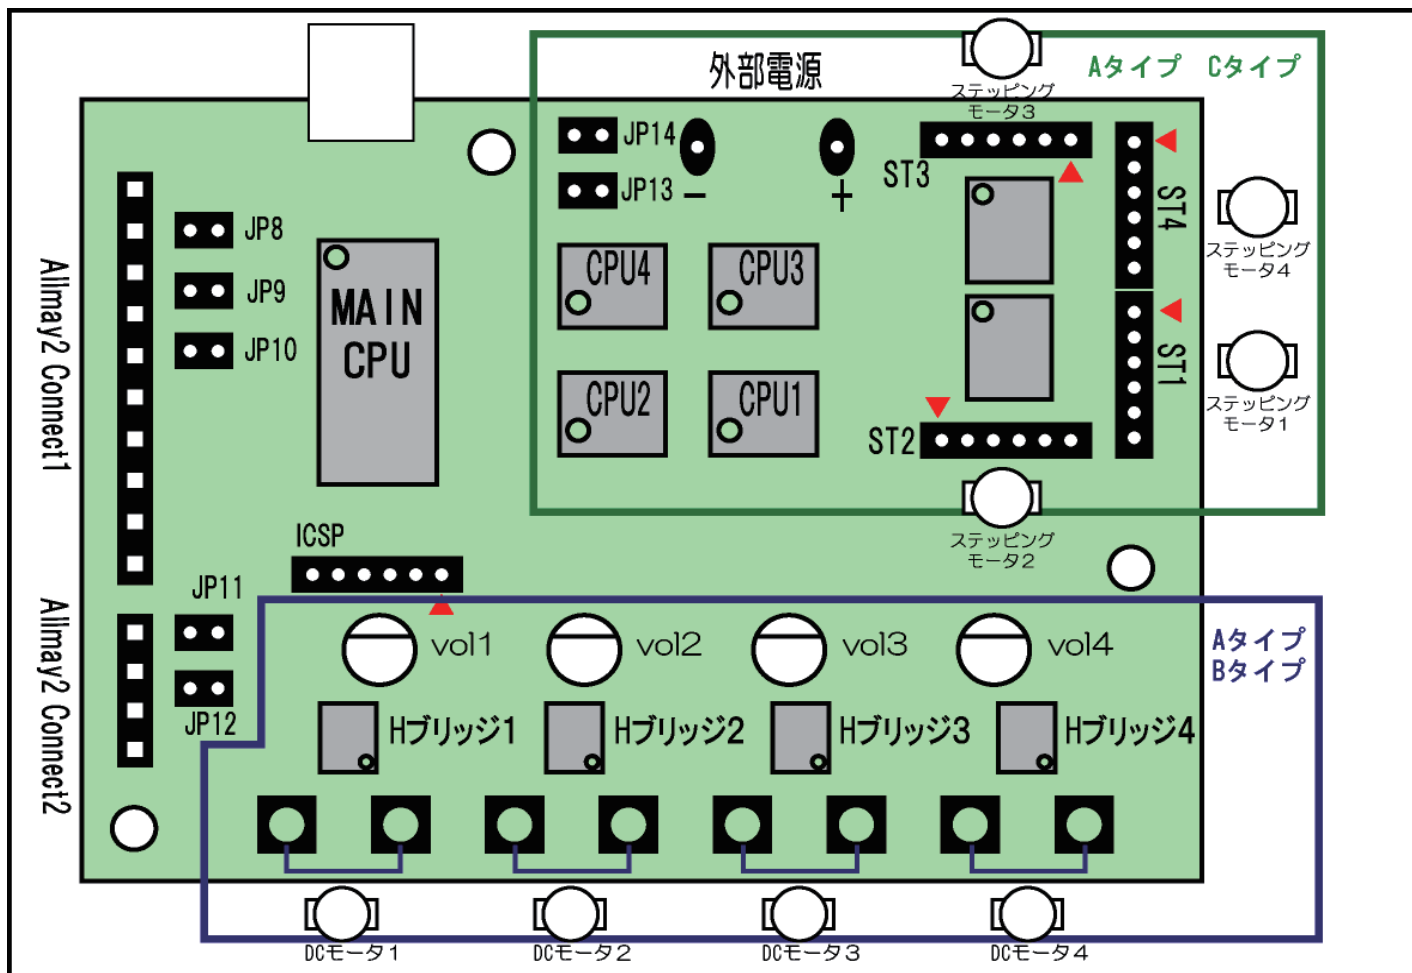 外部電源
Aタイプ Cタイプ
ステッピング
モータ3
JP14
JP13
−
+
ST3
ST4
ステッピング
モータ4
JP8
JP9
JP10
Allmay2 Connect1
MAIN
CPU
CPU4
CPU3
CPU2
CPU1
ST1
ステッピング
モータ1
ST2
ステッピング
モータ2
ICSP
JP11
JP12
Allmay2 Connect2
vol1
vol2
vol3
vol4
Aタイプ
Bタイプ
Hブリッジ1
Hブリッジ2
Hブリッジ3
Hブリッジ4
DCモータ1
DCモータ2
DCモータ3
DCモータ4